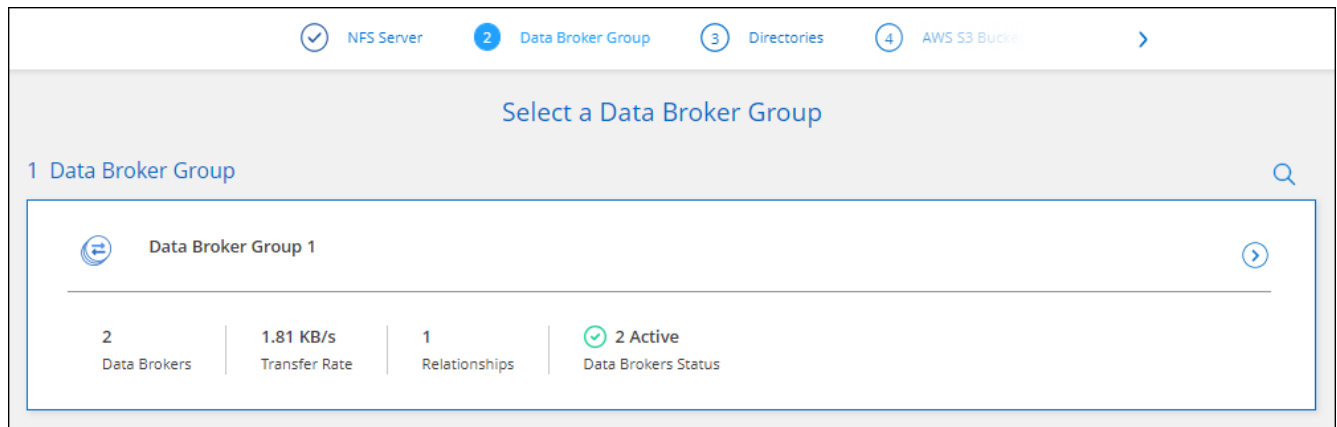 NFS Server 2 Data Broker Group 3 Directories 4 AWS S3
Select a Data Broker Group
1 Data Broker Group
Data Broker Group 1
2 1.81 KB/s 1 2 Active
Data Brokers Transfer Rate Relationships Data Brokers Status